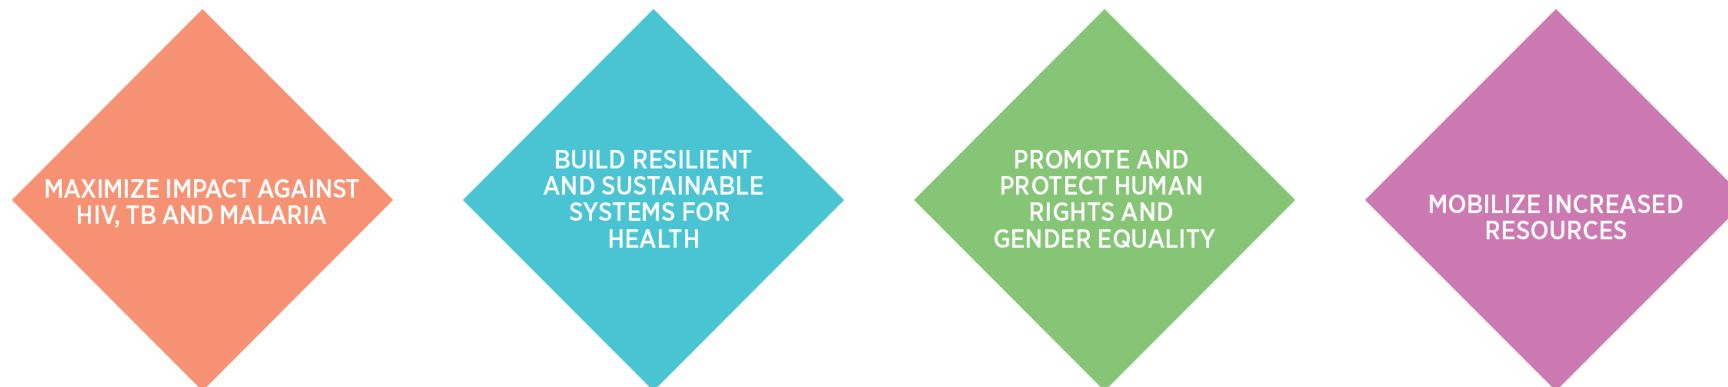 MAXIMIZE IMPACT AGAINST
HIV, TB AND MALARIA
BUILD RESILIENT
AND SUSTAINABLE
SYSTEMS FOR
HEALTH
PROMOTE AND
PROTECT HUMAN
RIGHTS AND
GENDER EQUALITY
MOBILIZE INCREASED
RESOURCES